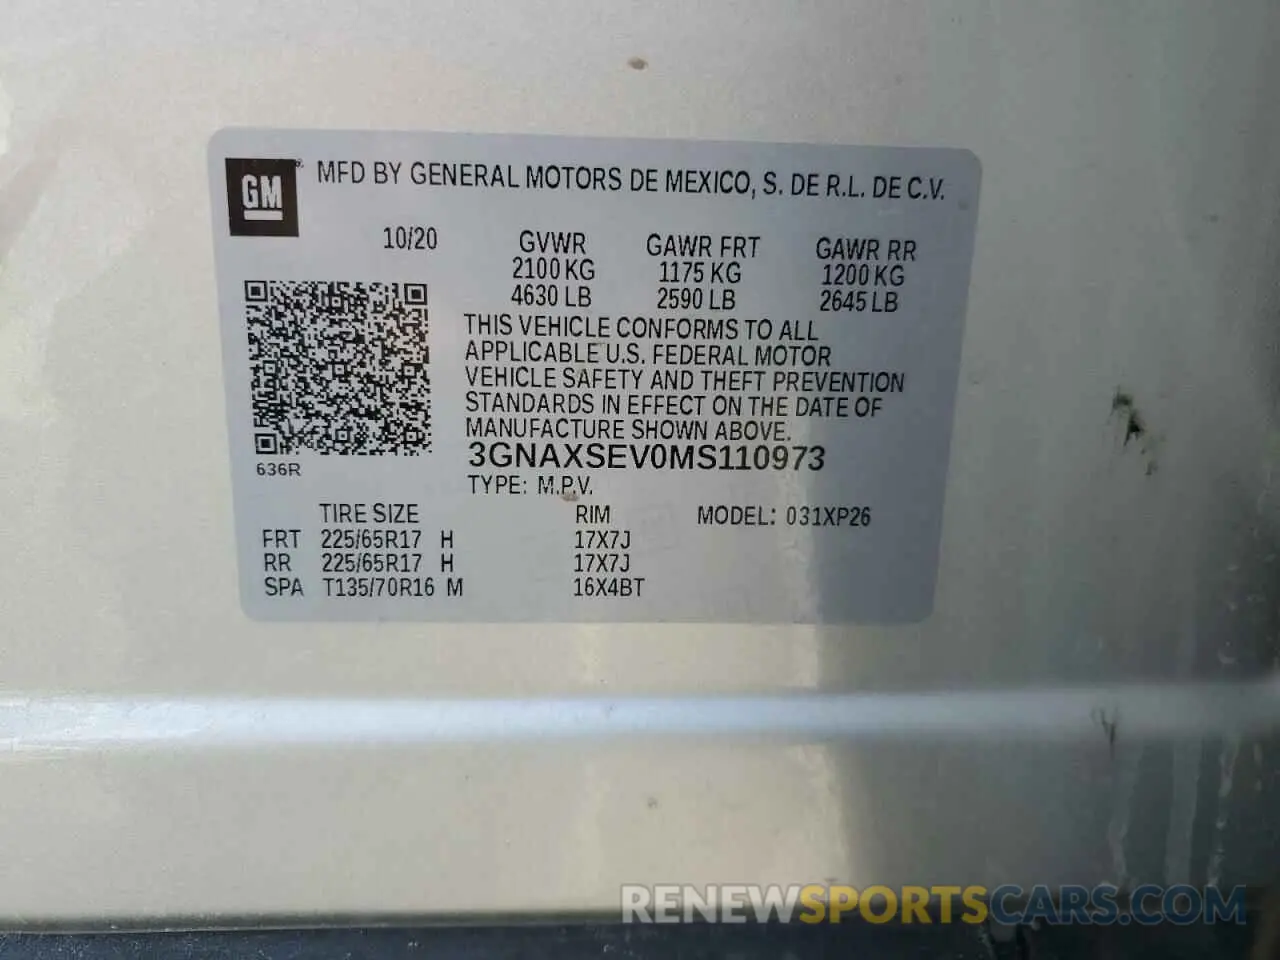 GM
MFD BY GENERAL MOTORS DE MEXICO, S. DE R.L. DE C.V.
10/20 GVWR GAWR FRT GAWR RR
2100 KG 1175 KG 1200 KG
4630 LB 2590 LB 2645 LB
THIS VEHICLE CONFORMS TO ALL
APPLICABLE U.S. FEDERAL MOTOR
VEHICLE SAFETY AND THEFT PREVENTION
STANDARDS IN EFFECT ON THE DATE OF
MANUFACTURE SHOWN ABOVE.
3GNAXSEV0MS110973
636R
TYPE: M.P.V.
TIRE SIZE RIM MODEL: 031XP26
FRT 225/65R17 H 17X7J
RR 225/65R17 H 17X7J
SPA T135/70R16 M 16X4BT
RENEWSPORTSCARS.COM